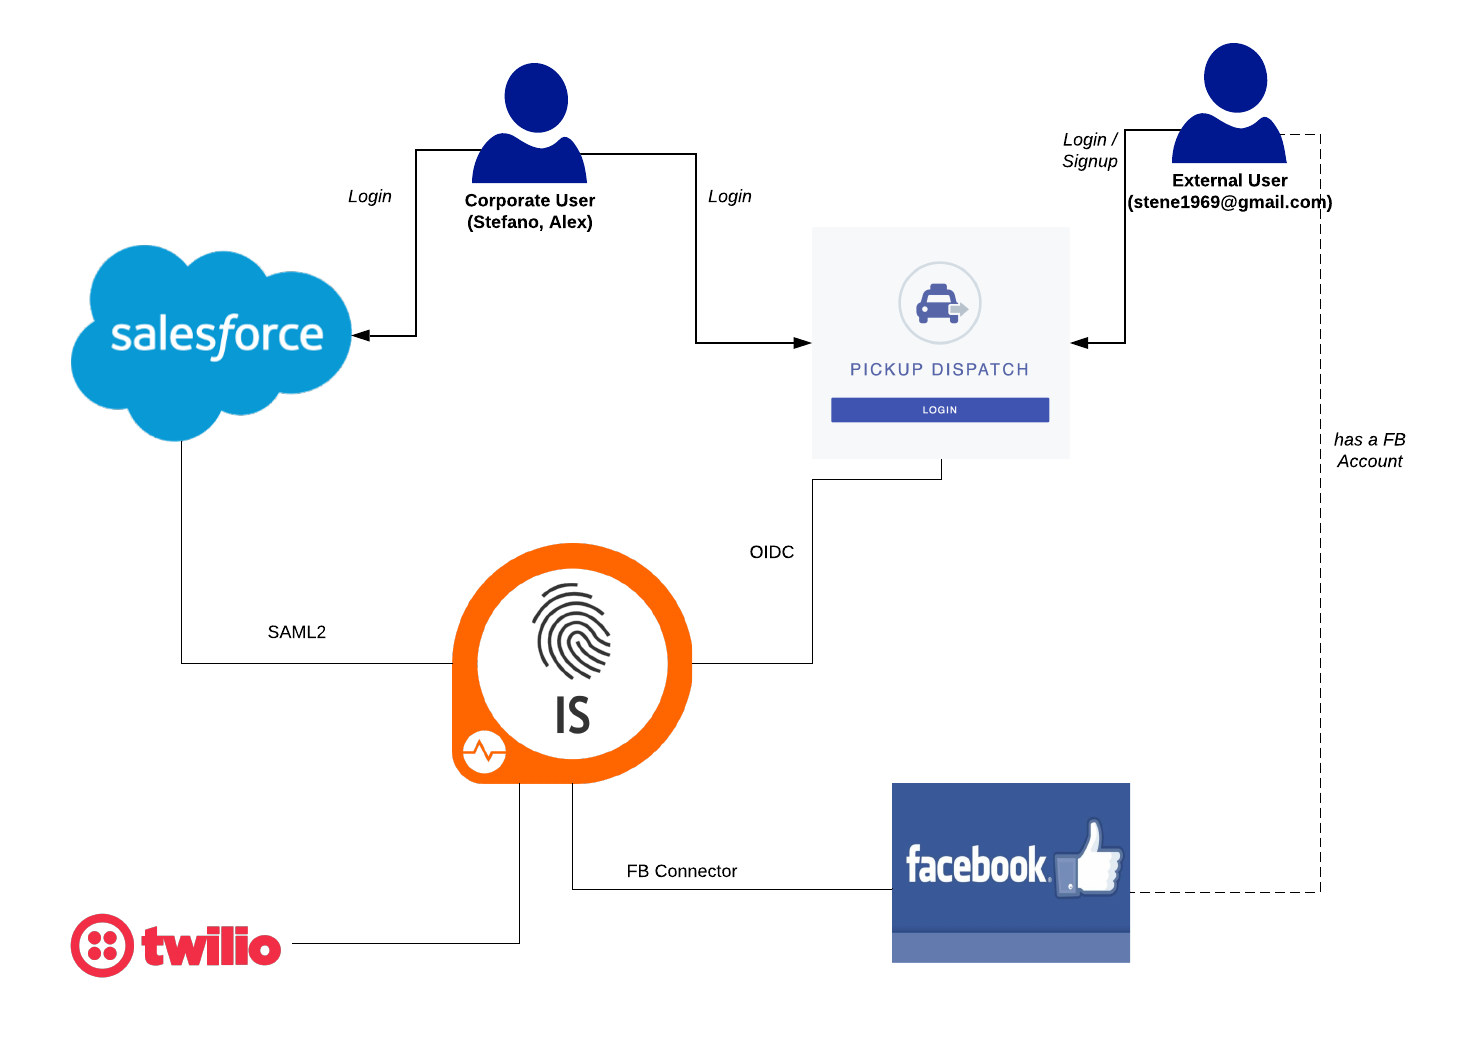 Login /
Signup
External User
(stene1969@gmail.com)
Login
Corporate User
(Stefano, Alex)
Login
salesforce
PICKUP DISPATCH
LOGIN
has a FB
Account
OIDC
SAML2
IS
FB Connector
facebook®
twilio